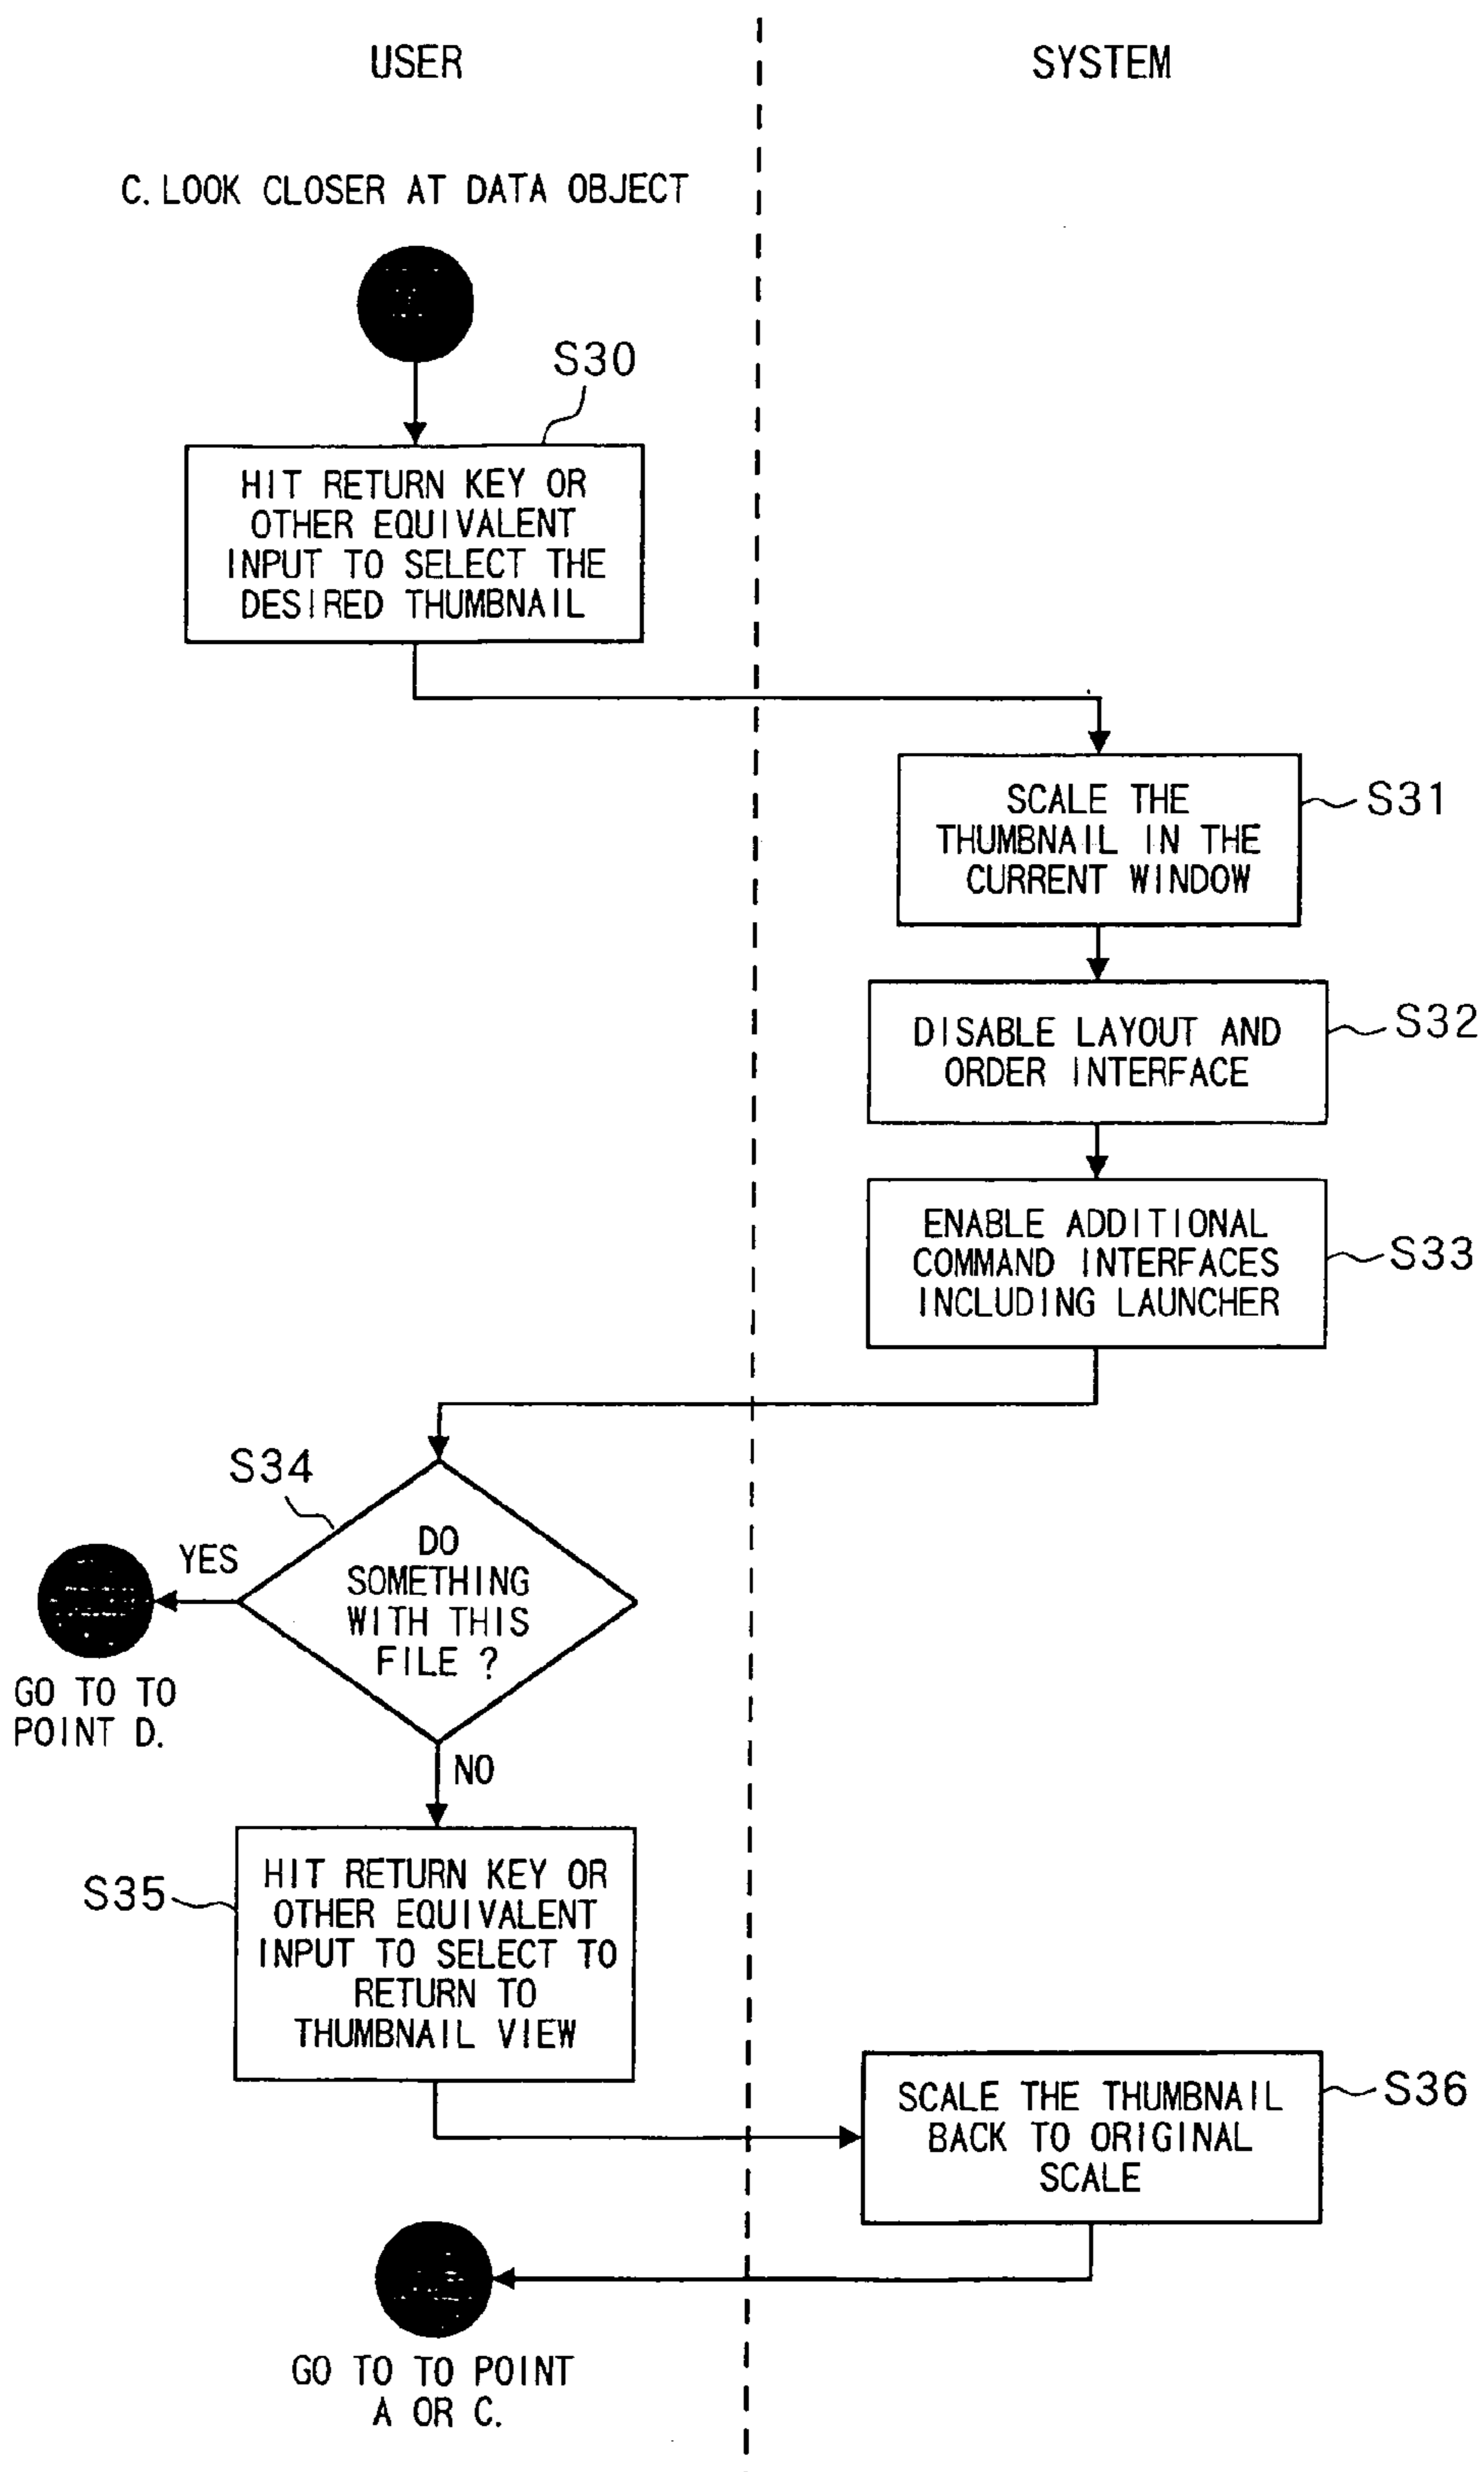 USER
SYSTEM
C. LOOK CLOSER AT DATA OBJECT
S30
HIT RETURN KEY OR
OTHER EQUIVALENT
INPUT TO SELECT THE
DESIRED THUMBNAIL
SCALE THE
THUMBNAIL IN THE
CURRENT WINDOW
S31
DISABLE LAYOUT AND
ORDER INTERFACE
S32
ENABLE ADDITIONAL
COMMAND INTERFACES
INCLUDING LAUNCHER
S33
S34
DO
SOMETHING
WITH THIS
FILE ?
YES
GO TO TO
POINT D.
NO
S35
HIT RETURN KEY OR
OTHER EQUIVALENT
INPUT TO SELECT TO
RETURN TO
THUMBNAIL VIEW
SCALE THE THUMBNAIL
BACK TO ORIGINAL
SCALE
S36
GO TO TO POINT
A OR C.